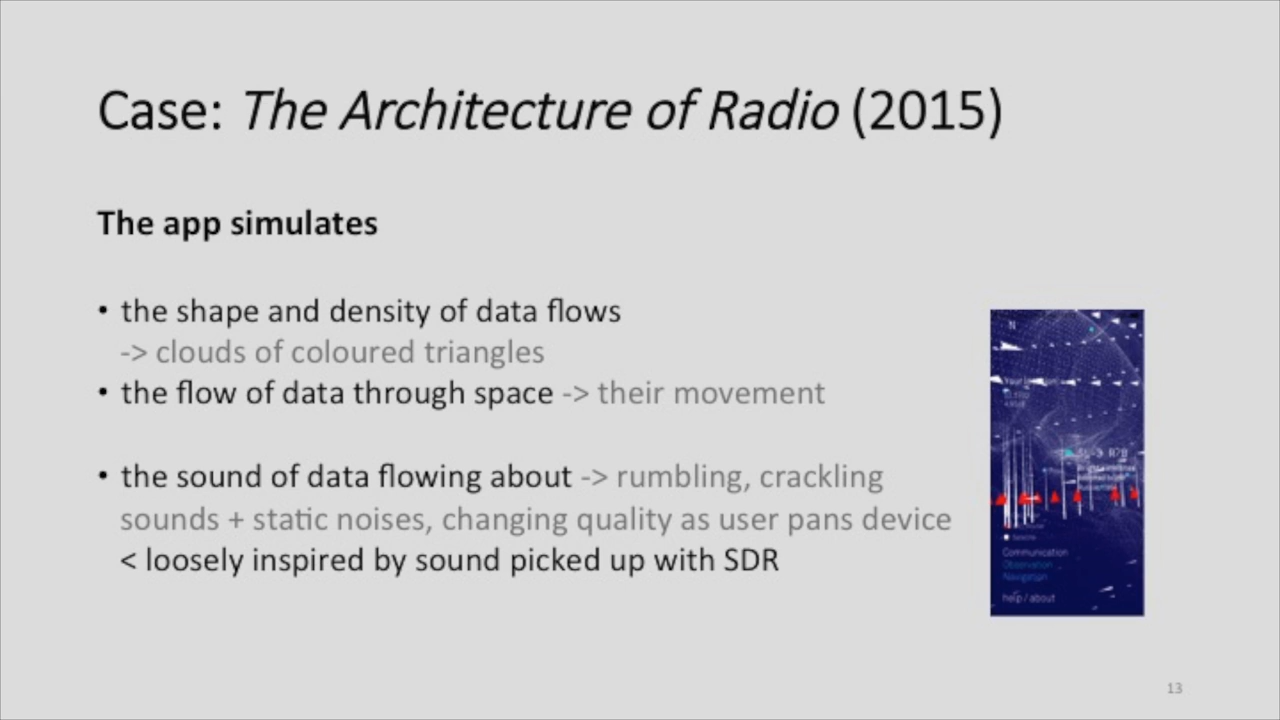 Case: The Architecture of Radio (2015)
The app simulates
• the shape and density of data flows
-> clouds of coloured triangles
• the flow of data through space -> their movement
• the sound of data flowing about -> rumbling, crackling
sounds + static noises, changing quality as user pans device
< loosely inspired by sound picked up with SDR
N
Communication
Observation
Navigation
help / about
13